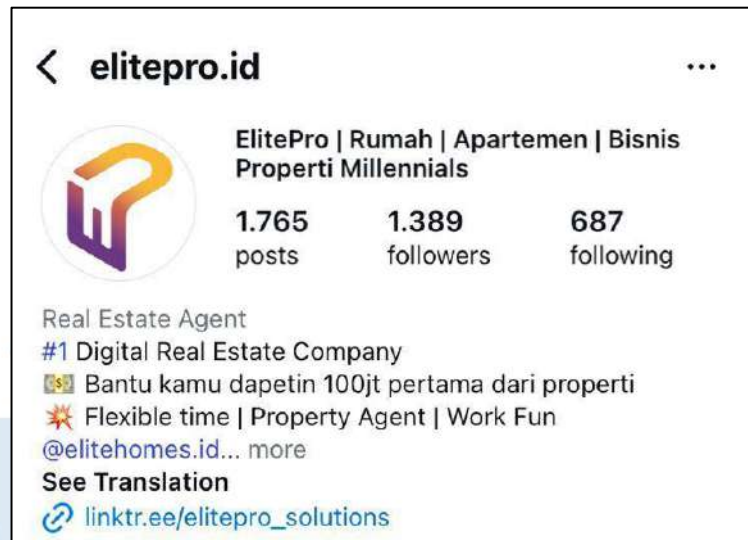 elitepro.id
ElitePro | Rumah | Apartemen | Bisnis
Properti Millennials
1.765 1.389 687
posts followers following
Real Estate Agent
#1 Digital Real Estate Company
💵 Bantu kamu dapetin 100jt pertama dari properti
💥 Flexible time | Property Agent | Work Fun
@elitehomes.id... more
See Translation
linktr.ee/elitepro_solutions